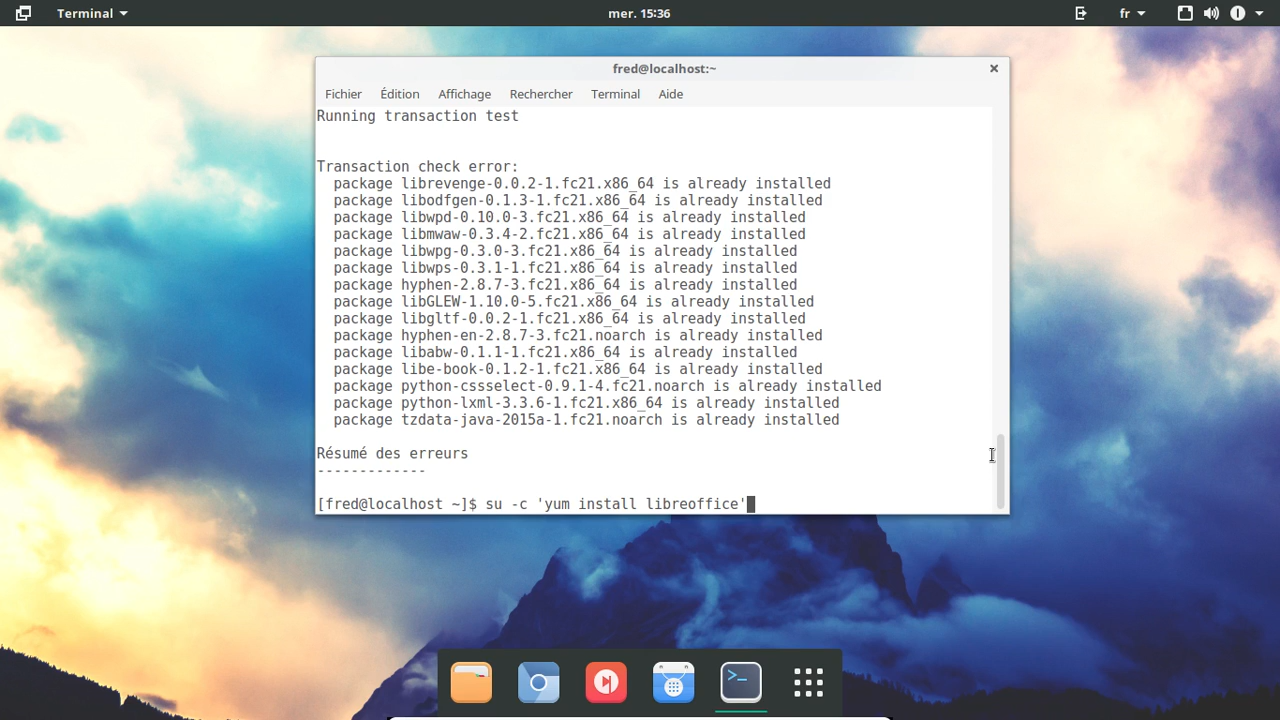 Terminal
mer. 15:36
fr
fred@localhost:~
Fichier Édition Affichage Rechercher Terminal Aide
Running transaction test
Transaction check error:
package librevenge-0.0.2-1.fc21.x86_64 is already installed
package libodfgen-0.1.3-1.fc21.x86_64 is already installed
package libwpd-0.10.0-3.fc21.x86_64 is already installed
package libmwaw-0.3.4-2.fc21.x86_64 is already installed
package libwpg-0.3.0-3.fc21.x86_64 is already installed
package libwps-0.3.1-1.fc21.x86_64 is already installed
package hyphen-2.8.7-3.fc21.x86_64 is already installed
package libGLEW-1.10.0-5.fc21.x86_64 is already installed
package libgltf-0.0.2-1.fc21.x86_64 is already installed
package hyphen-en-2.8.7-3.fc21.noarch is already installed
package libabw-0.1.1-1.fc21.x86_64 is already installed
package libe-book-0.1.2-1.fc21.x86_64 is already installed
package python-cssselect-0.9.1-4.fc21.noarch is already installed
package python-lxml-3.3.6-1.fc21.x86_64 is already installed
package tzdata-java-2015a-1.fc21.noarch is already installed
Résumé des erreurs
-------------
[fred@localhost ~]$ su -c 'yum install libreoffice'